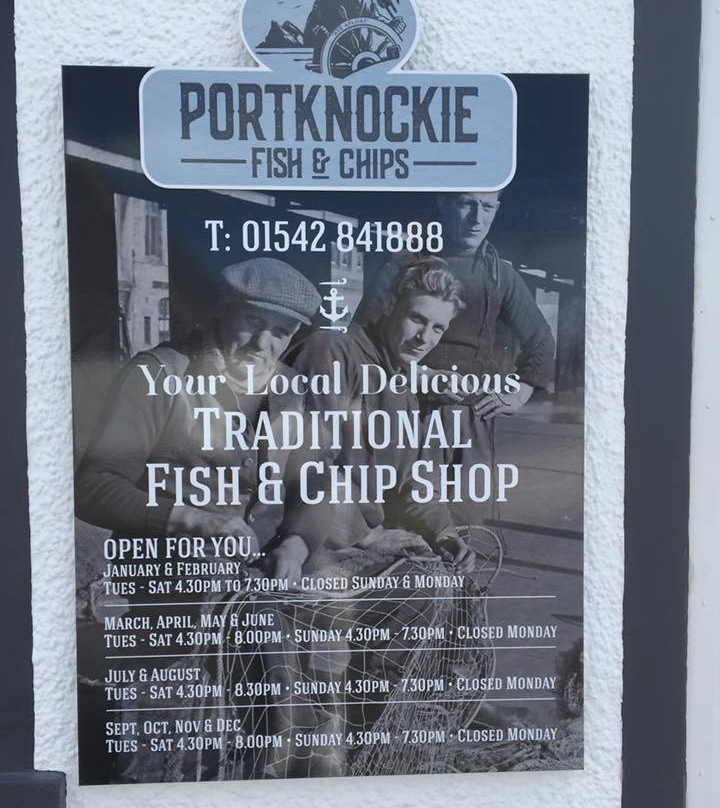 PORTKNOCKIE
FISH & CHIPS
T: 01542 841888
Your Local Delicious
TRADITIONAL
FISH & CHIP SHOP
OPEN FOR YOU...
JANUARY & FEBRUARY
TUES - SAT 4.30PM TO 7.30PM • CLOSED SUNDAY & MONDAY
MARCH, APRIL, MAY & JUNE
TUES - SAT 4.30PM - 8.00PM • SUNDAY 4.30PM - 7.30PM • CLOSED MONDAY
JULY & AUGUST
TUES - SAT 4.30PM - 8.30PM • SUNDAY 4.30PM - 7.30PM • CLOSED MONDAY
SEPT, OCT, NOV & DEC
TUES - SAT 4.30PM - 8.00PM • SUNDAY 4.30PM - 7.30PM • CLOSED MONDAY